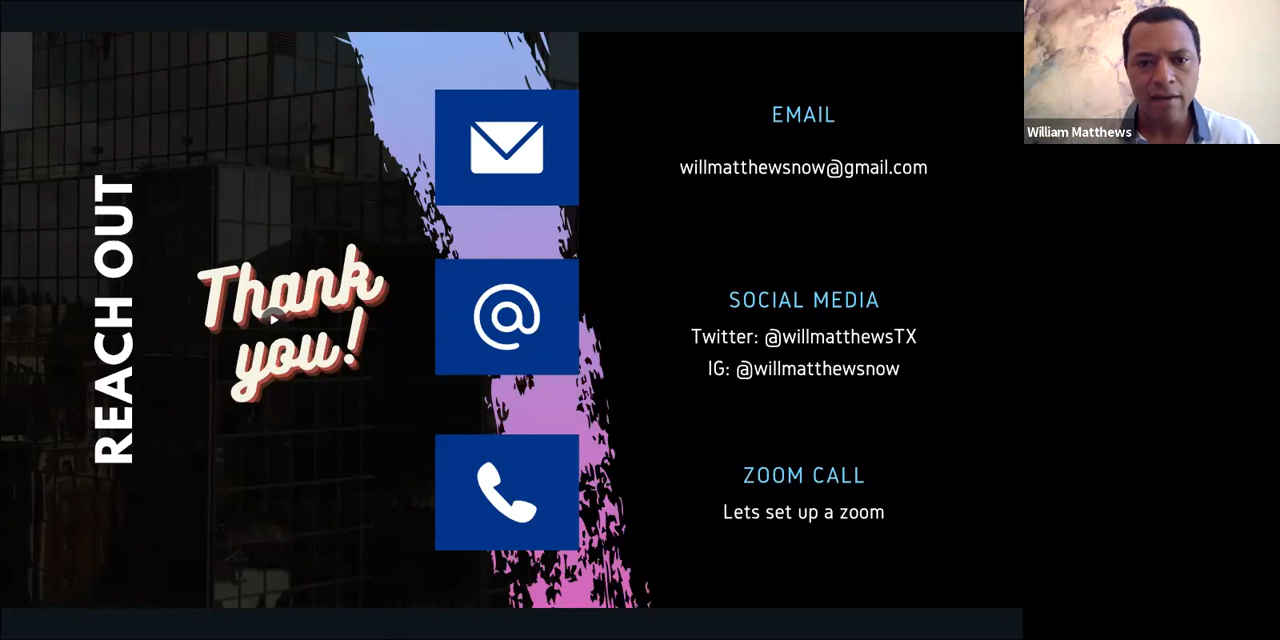 REACH OUT
Thank
you!
EMAIL
willmatthewsnow@gmail.com
SOCIAL MEDIA
Twitter: @willmatthewsTX
IG: @willmatthewsnow
ZOOM CALL
Lets set up a zoom
William Matthews